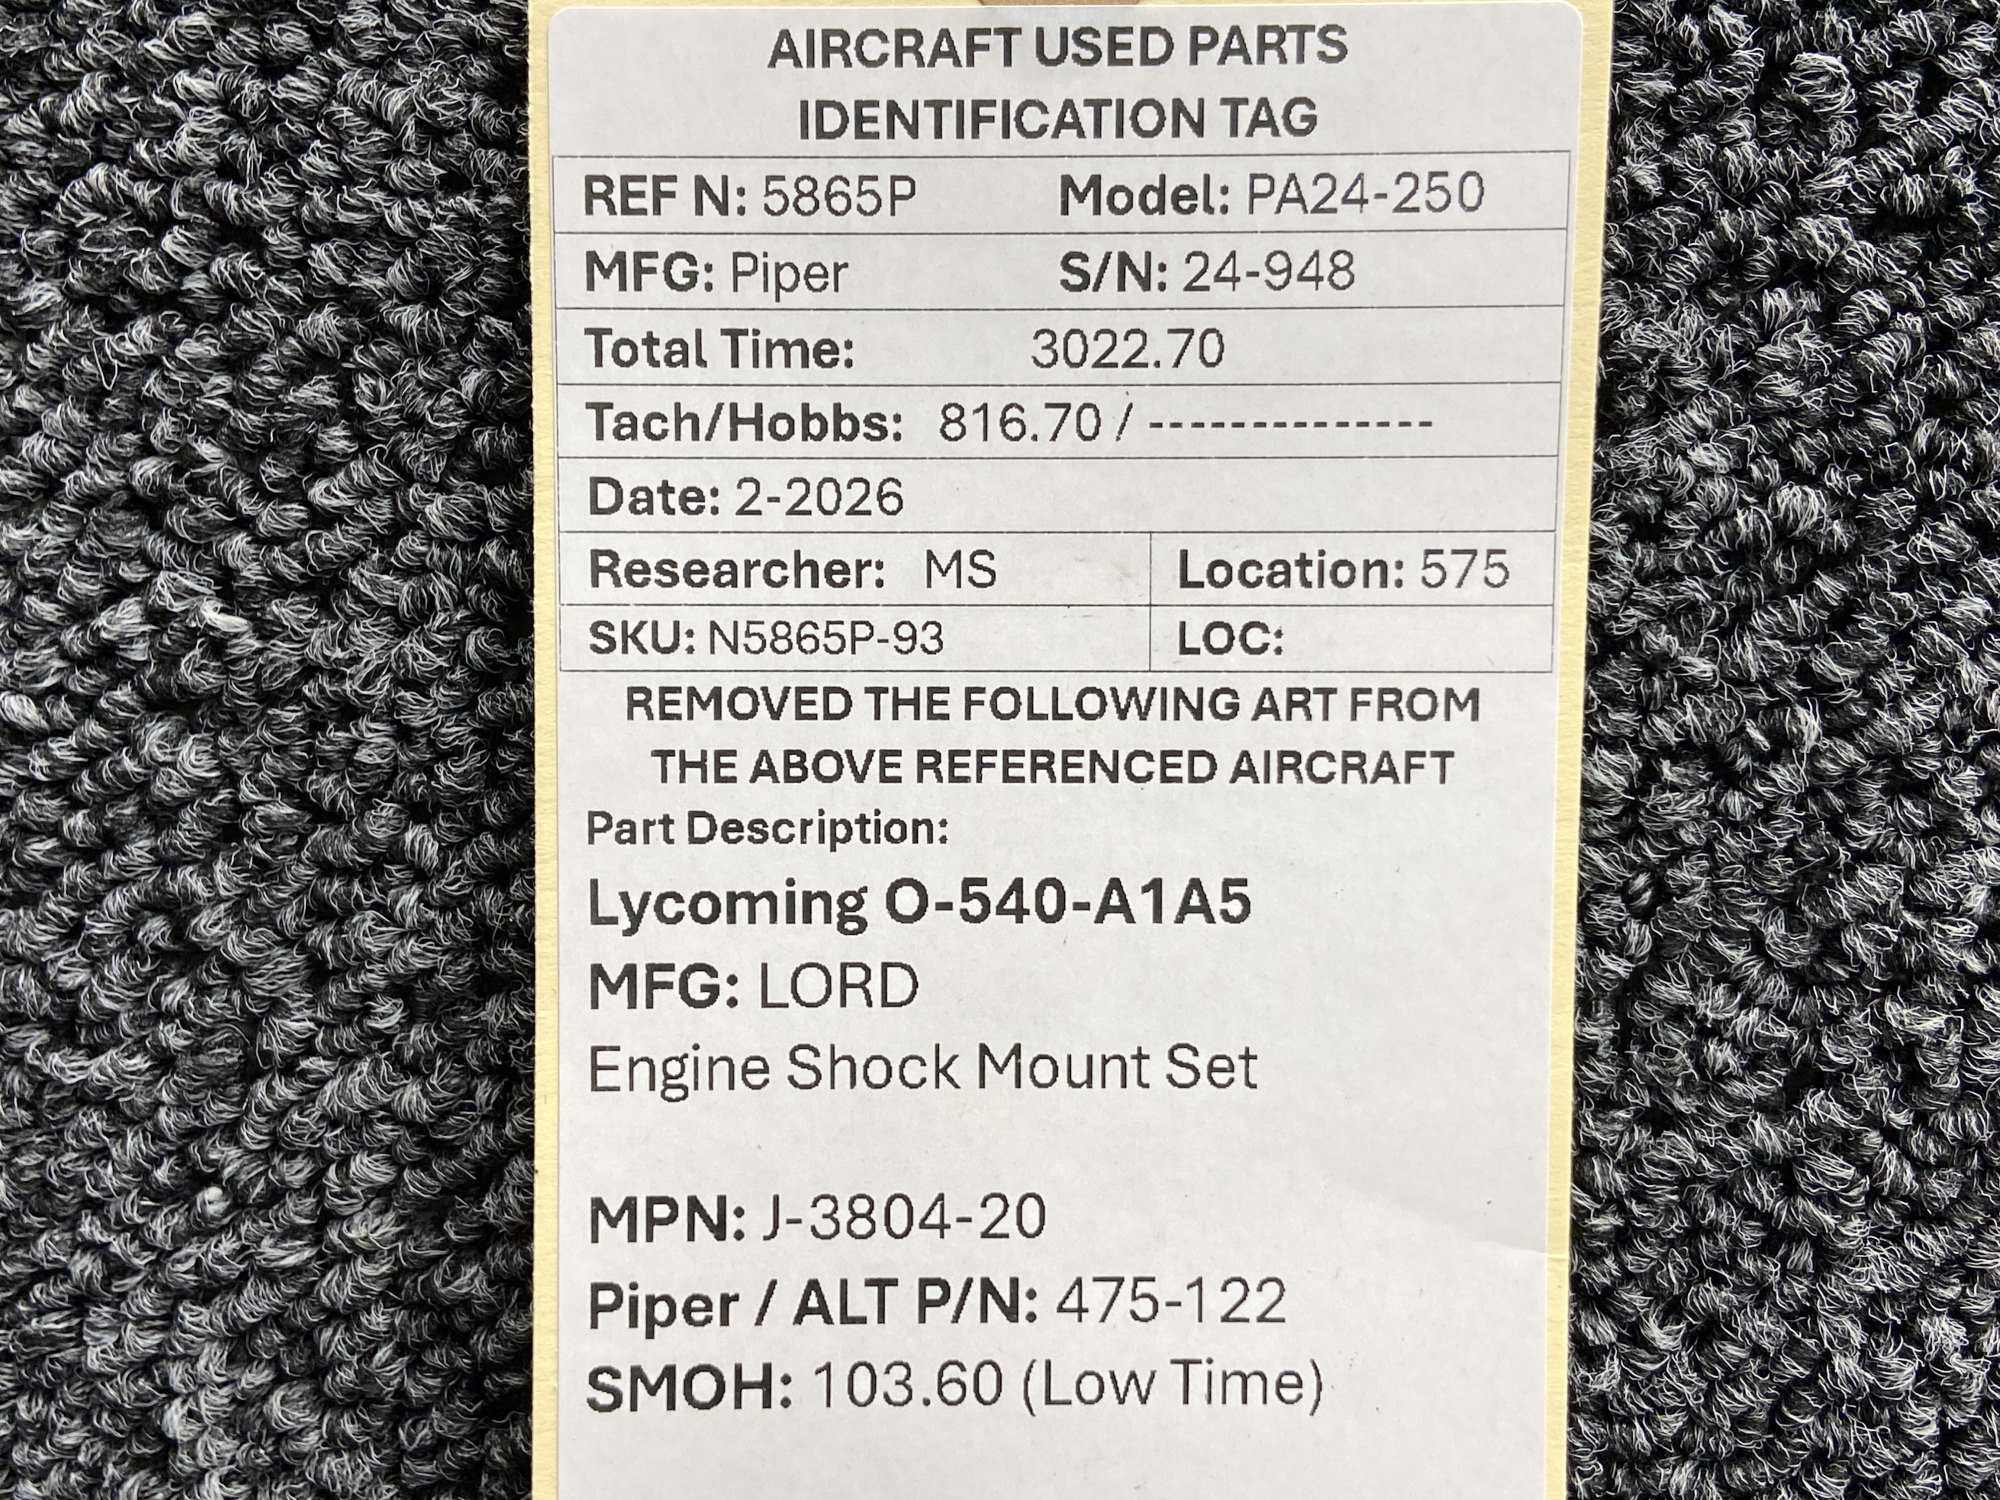 AIRCRAFT USED PARTS
IDENTIFICATION TAG
REF N: 5865P Model: PA24-250
MFG: Piper S/N: 24-948
Total Time: 3022.70
Tach/Hobbs: 816.70 / --------------
Date: 2-2026
Researcher: MS Location: 575
SKU: N5865P-93 LOC:
REMOVED THE FOLLOWING ART FROM
THE ABOVE REFERENCED AIRCRAFT
Part Description:
Lycoming O-540-A1A5
MFG: LORD
Engine Shock Mount Set
MPN: J-3804-20
Piper / ALT P/N: 475-122
SMOH: 103.60 (Low Time)